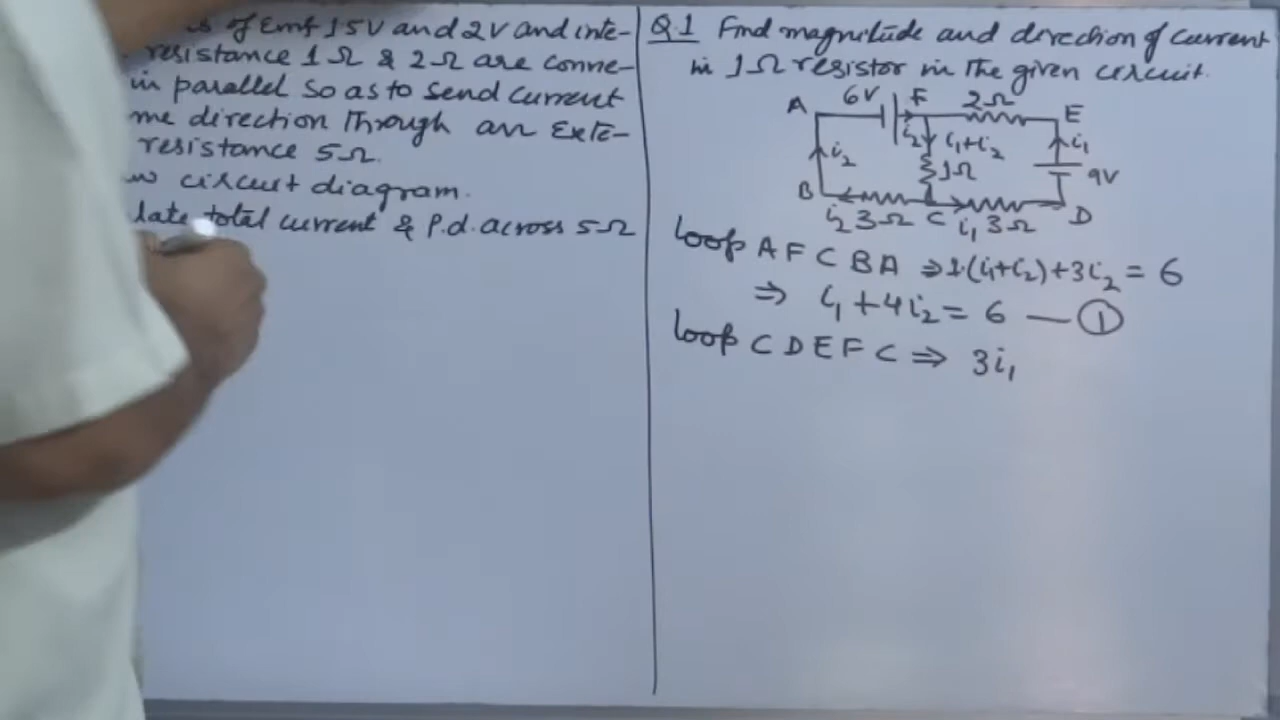 of Emf 1.5V and 2V and inte-
resistance 1Ω & 2Ω are conne-
in parallel so as to send current
me direction through an exte-
resistance 5Ω.
circuit diagram.
late total current & P.d. across 5Ω
Q.1 Find magnitude and direction of current
in 1Ω resistor in the given circuit.
A 6V F 2Ω E
i₂ i₂ i₁+i₂ i₁
1Ω 9V
B i₂ 3Ω C i₁ 3Ω D
loop A F C B A ⇒ 1.(i₁+i₂)+3i₂ = 6
⇒ i₁ + 4i₂ = 6 — ①
loop C D E F C ⇒ 3i₁